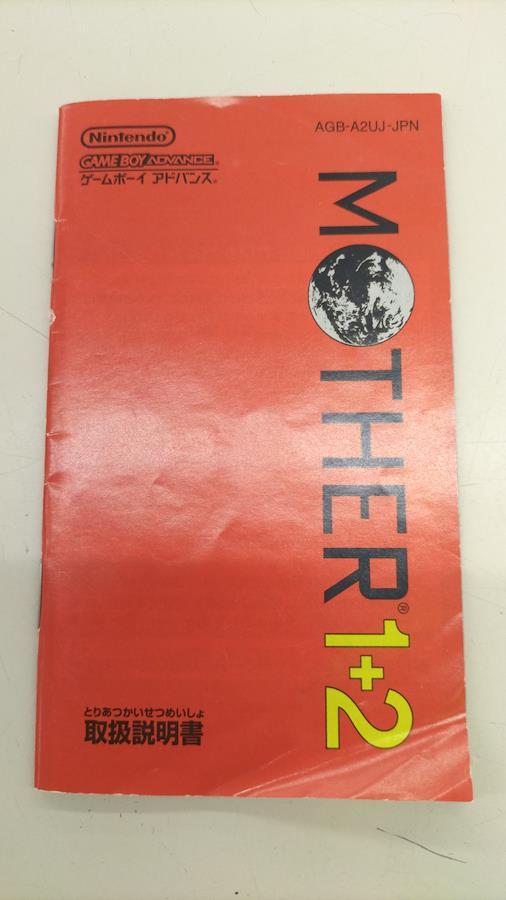 Nintendo®
GAME BOY ADVANCE®
ゲームボーイ アドバンス®
AGB-A2UJ-JPN
MOTHER® 1+2
とりあつかいせつめいしょ
取扱説明書